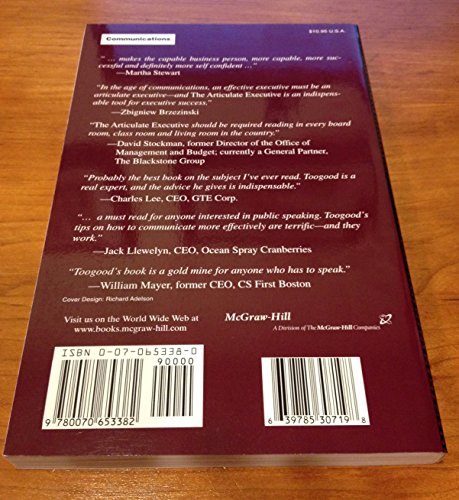 Communications
$10.95 U.S.A.
" ... makes the capable business person, more capable, more suc-
cessful and definitely more self confident ..."
—Martha Stewart
"In the age of communications, an effective executive must be an
articulate executive—and The Articulate Executive is an indispens-
able tool for executive success."
—Zbigniew Brzezinski
"The Articulate Executive should be required reading in every board
room, class room and living room in the country."
—David Stockman, former Director of the Office of
Management and Budget; currently a General Partner,
The Blackstone Group
"Probably the best book on the subject I've ever read. Toogood is a
real expert, and the advice he gives is indispensable."
—Charles Lee, CEO, GTE Corp.
"... a must read for anyone interested in public speaking. Toogood's
tips on how to communicate more effectively are terrific—and they
work."
—Jack Llewelyn, CEO, Ocean Spray Cranberries
"Toogood's book is a gold mine for anyone who has to speak."
—William Mayer, former CEO, CS First Boston
Cover Design: Richard Adelson
Visit us on the World Wide Web at
www.books.mcgraw-hill.com
McGraw-Hill
A Division of The McGraw-Hill Companies
ISBN 0-07-065338-0
90000
9 780070 653382
6 39785 30719 8